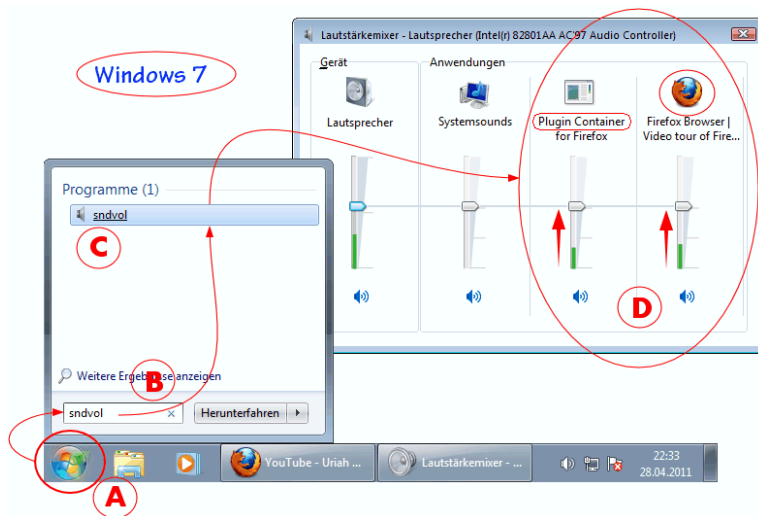 Windows 7
Lautstärkemixer - Lautsprecher (Intel(r) 82801AA AC'97 Audio Controller)
Gerät
Anwendungen
Lautsprecher
Systemsounds
Plugin Container
for Firefox
Firefox Browser |
Video tour of Fire...
D
Programme (1)
sndvol
C
Weitere Ergebnisse anzeigen
B
sndvol
Herunterfahren
A
YouTube - Uriah ...
Lautstärkemixer - ...
22:33
28.04.2011